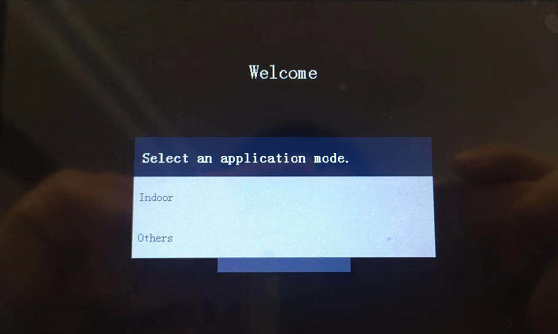 Welcome
Select an application mode.
Indoor
Others